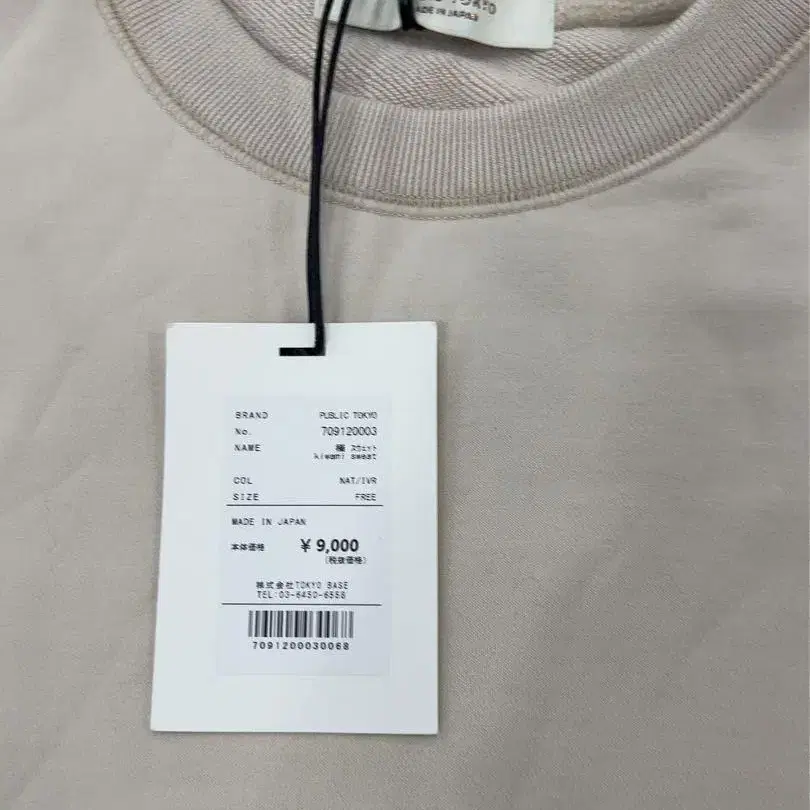 TOKYO
MADE IN JAPAN
BRAND PUBLIC TOKYO
No. 709120003
NAME 極 スウェット
kiwami sweat
COL NAT/IVR
SIZE FREE
MADE IN JAPAN
本体価格 ¥ 9,000
(税抜価格)
株式会社TOKYO BASE
TEL:03-6450-6558
7091200030068